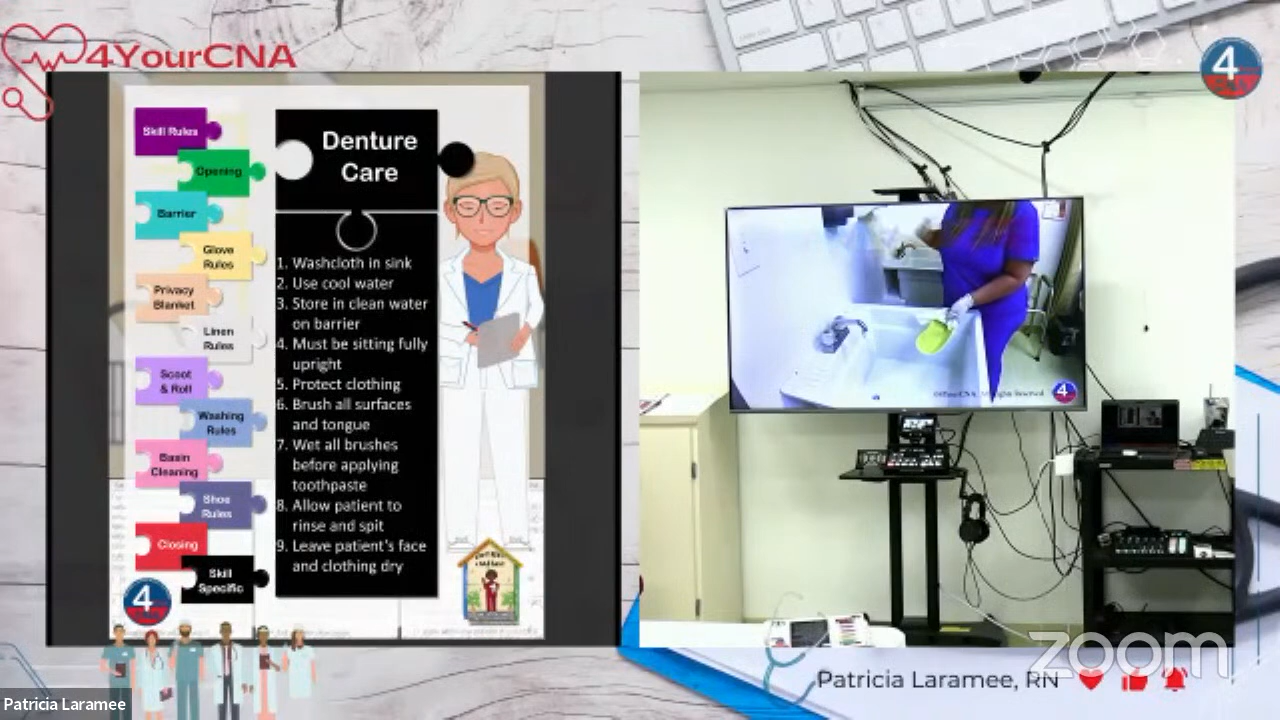 4YourCNA
4
Skill Rules
Opening
Barrier
Glove
Rules
Privacy
Blanket
Linen
Rules
Scoot
& Roll
Washing
Rules
Basin
Cleaning
Shoe
Rules
Closing
Skill
Specific
4
Denture
Care
1. Washcloth in sink
2. Use cool water
3. Store in clean water
on barrier
4. Must be sitting fully
upright
5. Protect clothing
6. Brush all surfaces
and tongue
7. Wet all brushes
before applying
toothpaste
8. Allow patient to
rinse and spit
9. Leave patient's face
and clothing dry
4
zoom
Patricia Laramee, RN
Patricia Laramee